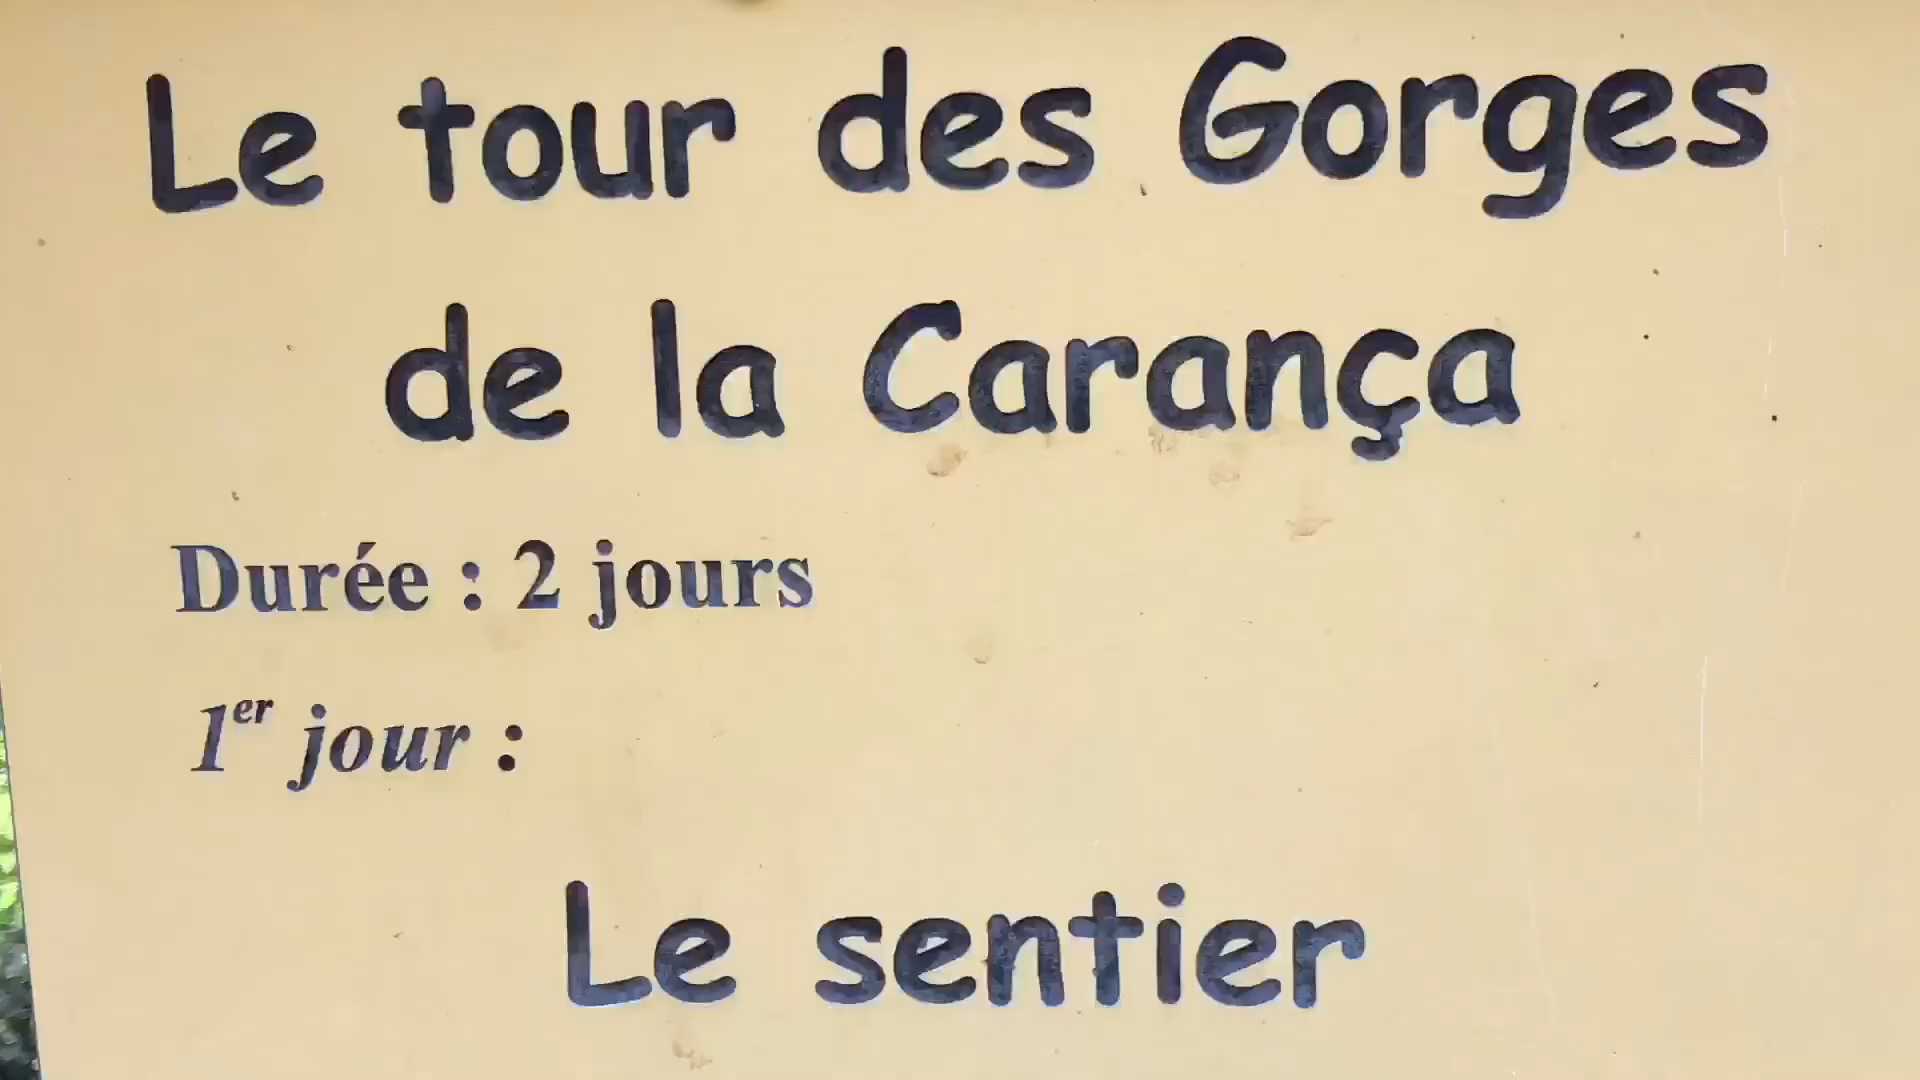 Le tour des Gorges
de la Carança
Durée : 2 jours
1er jour :
Le sentier